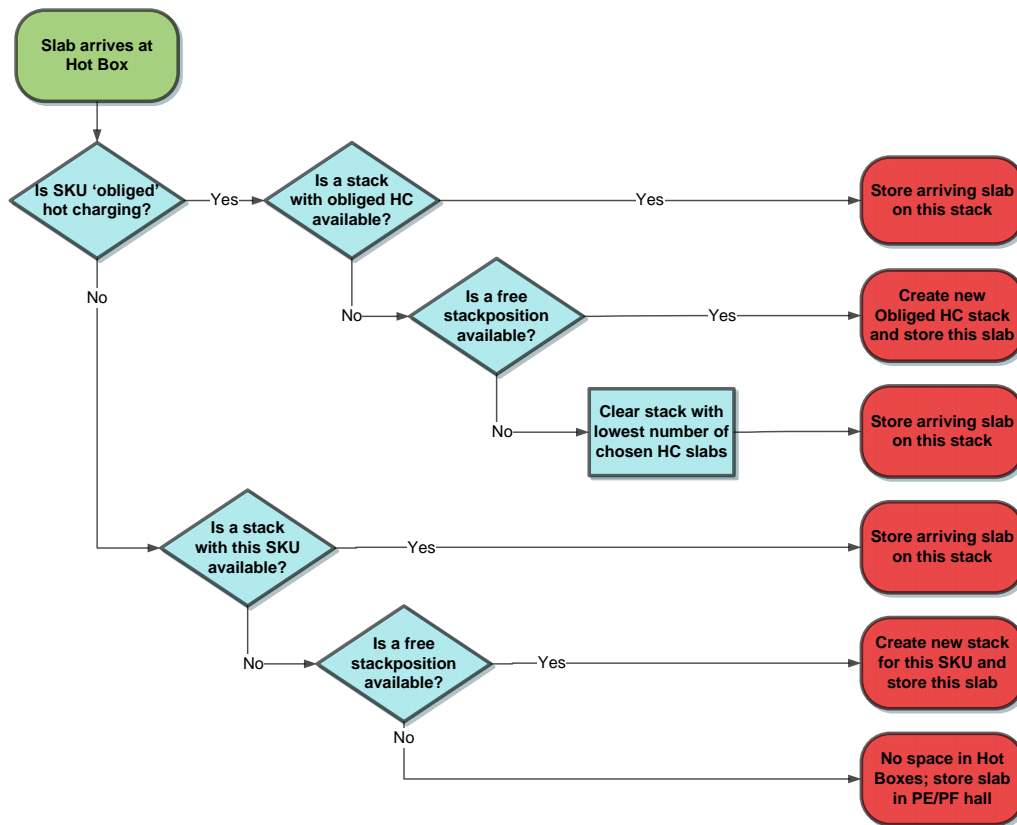 Slab arrives at
Hot Box
Is SKU ‘obliged’
hot charging?
Yes
Is a stack
with obliged HC
available?
Yes
Store arriving slab
on this stack
No
No
Is a free
stackposition
available?
Yes
Create new
Obliged HC stack
and store this slab
No
Clear stack with
lowest number of
chosen HC slabs
Store arriving slab
on this stack
Is a stack
with this SKU
available?
Yes
Store arriving slab
on this stack
No
Is a free
stackposition
available?
Yes
Create new stack
for this SKU and
store this slab
No
No space in Hot
Boxes; store slab
in PE/PF hall